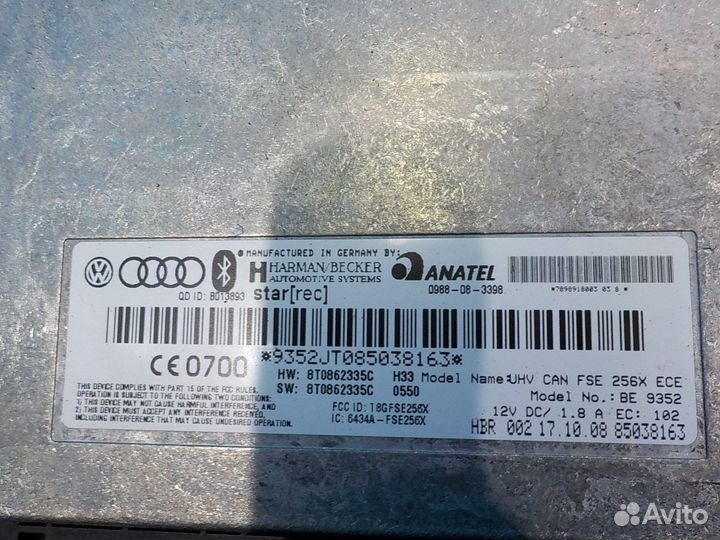 MANUFACTURED IN GERMANY BY:
HARMAN/BECKER
AUTOMOTIVE SYSTEMS
ANATEL
0988-08-3398
QD ID: B013893
star[rec]
CE0700
*9352JT085038163*
HW: 8T0862335C H33
SW: 8T0862335C 0550
Model Name: UHV CAN FSE 256X ECE
Model No.: BE 9352
12V DC/ 1.8 A EC: 102
HBR 002 17.10.08 85038163
THIS DEVICE COMPLIES WITH PART 15 OF THE FCC RULES.
OPERATION IS SUBJECT TO THE FOLLOWING TWO CONDITIONS:
1) THIS DEVICE MAY NOT CAUSE HARMFUL INTERFERENCE, AND
2) THIS DEVICE MUST ACCEPT ANY INTERFERENCE RECEIVED, INCLUDING
INTERFERENCE THAT MAY CAUSE UNDESIRED OPERATION.
FCC ID: T8GFSE256X
IC: 6434A-FSE256X
Avito